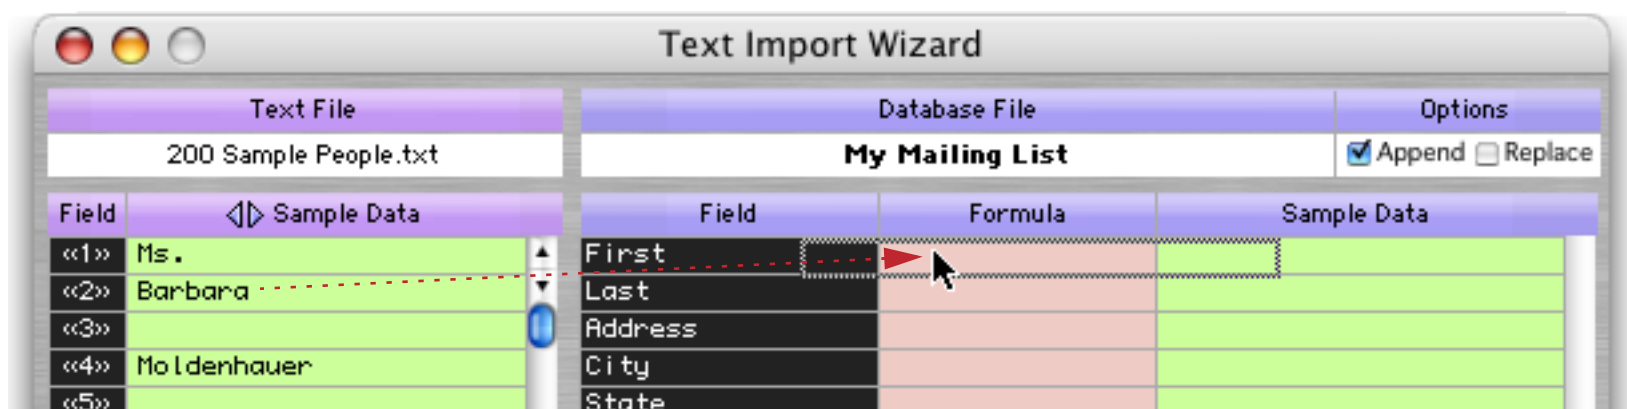 Text Import Wizard
Text File
Database File
Options
200 Sample People.txt
My Mailing List
Append
Replace
Field
Sample Data
Field
Formula
Sample Data
«1»
Ms.
First
«2»
Barbara
Last
«3»
Address
«4»
Moldenhauer
City
«5»
State